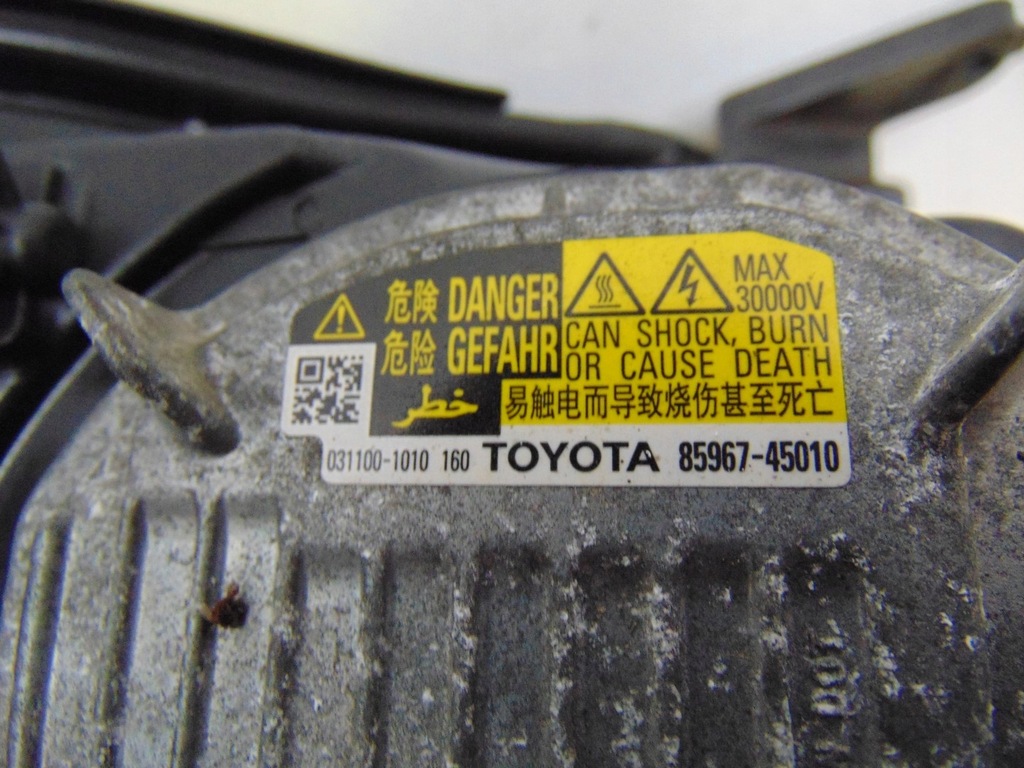 危険 DANGER
危险 GEFAHR
خطر
MAX
30000V
CAN SHOCK, BURN
OR CAUSE DEATH
易触电而导致烧伤甚至死亡
031100-1010 160 TOYOTA 85967-45010